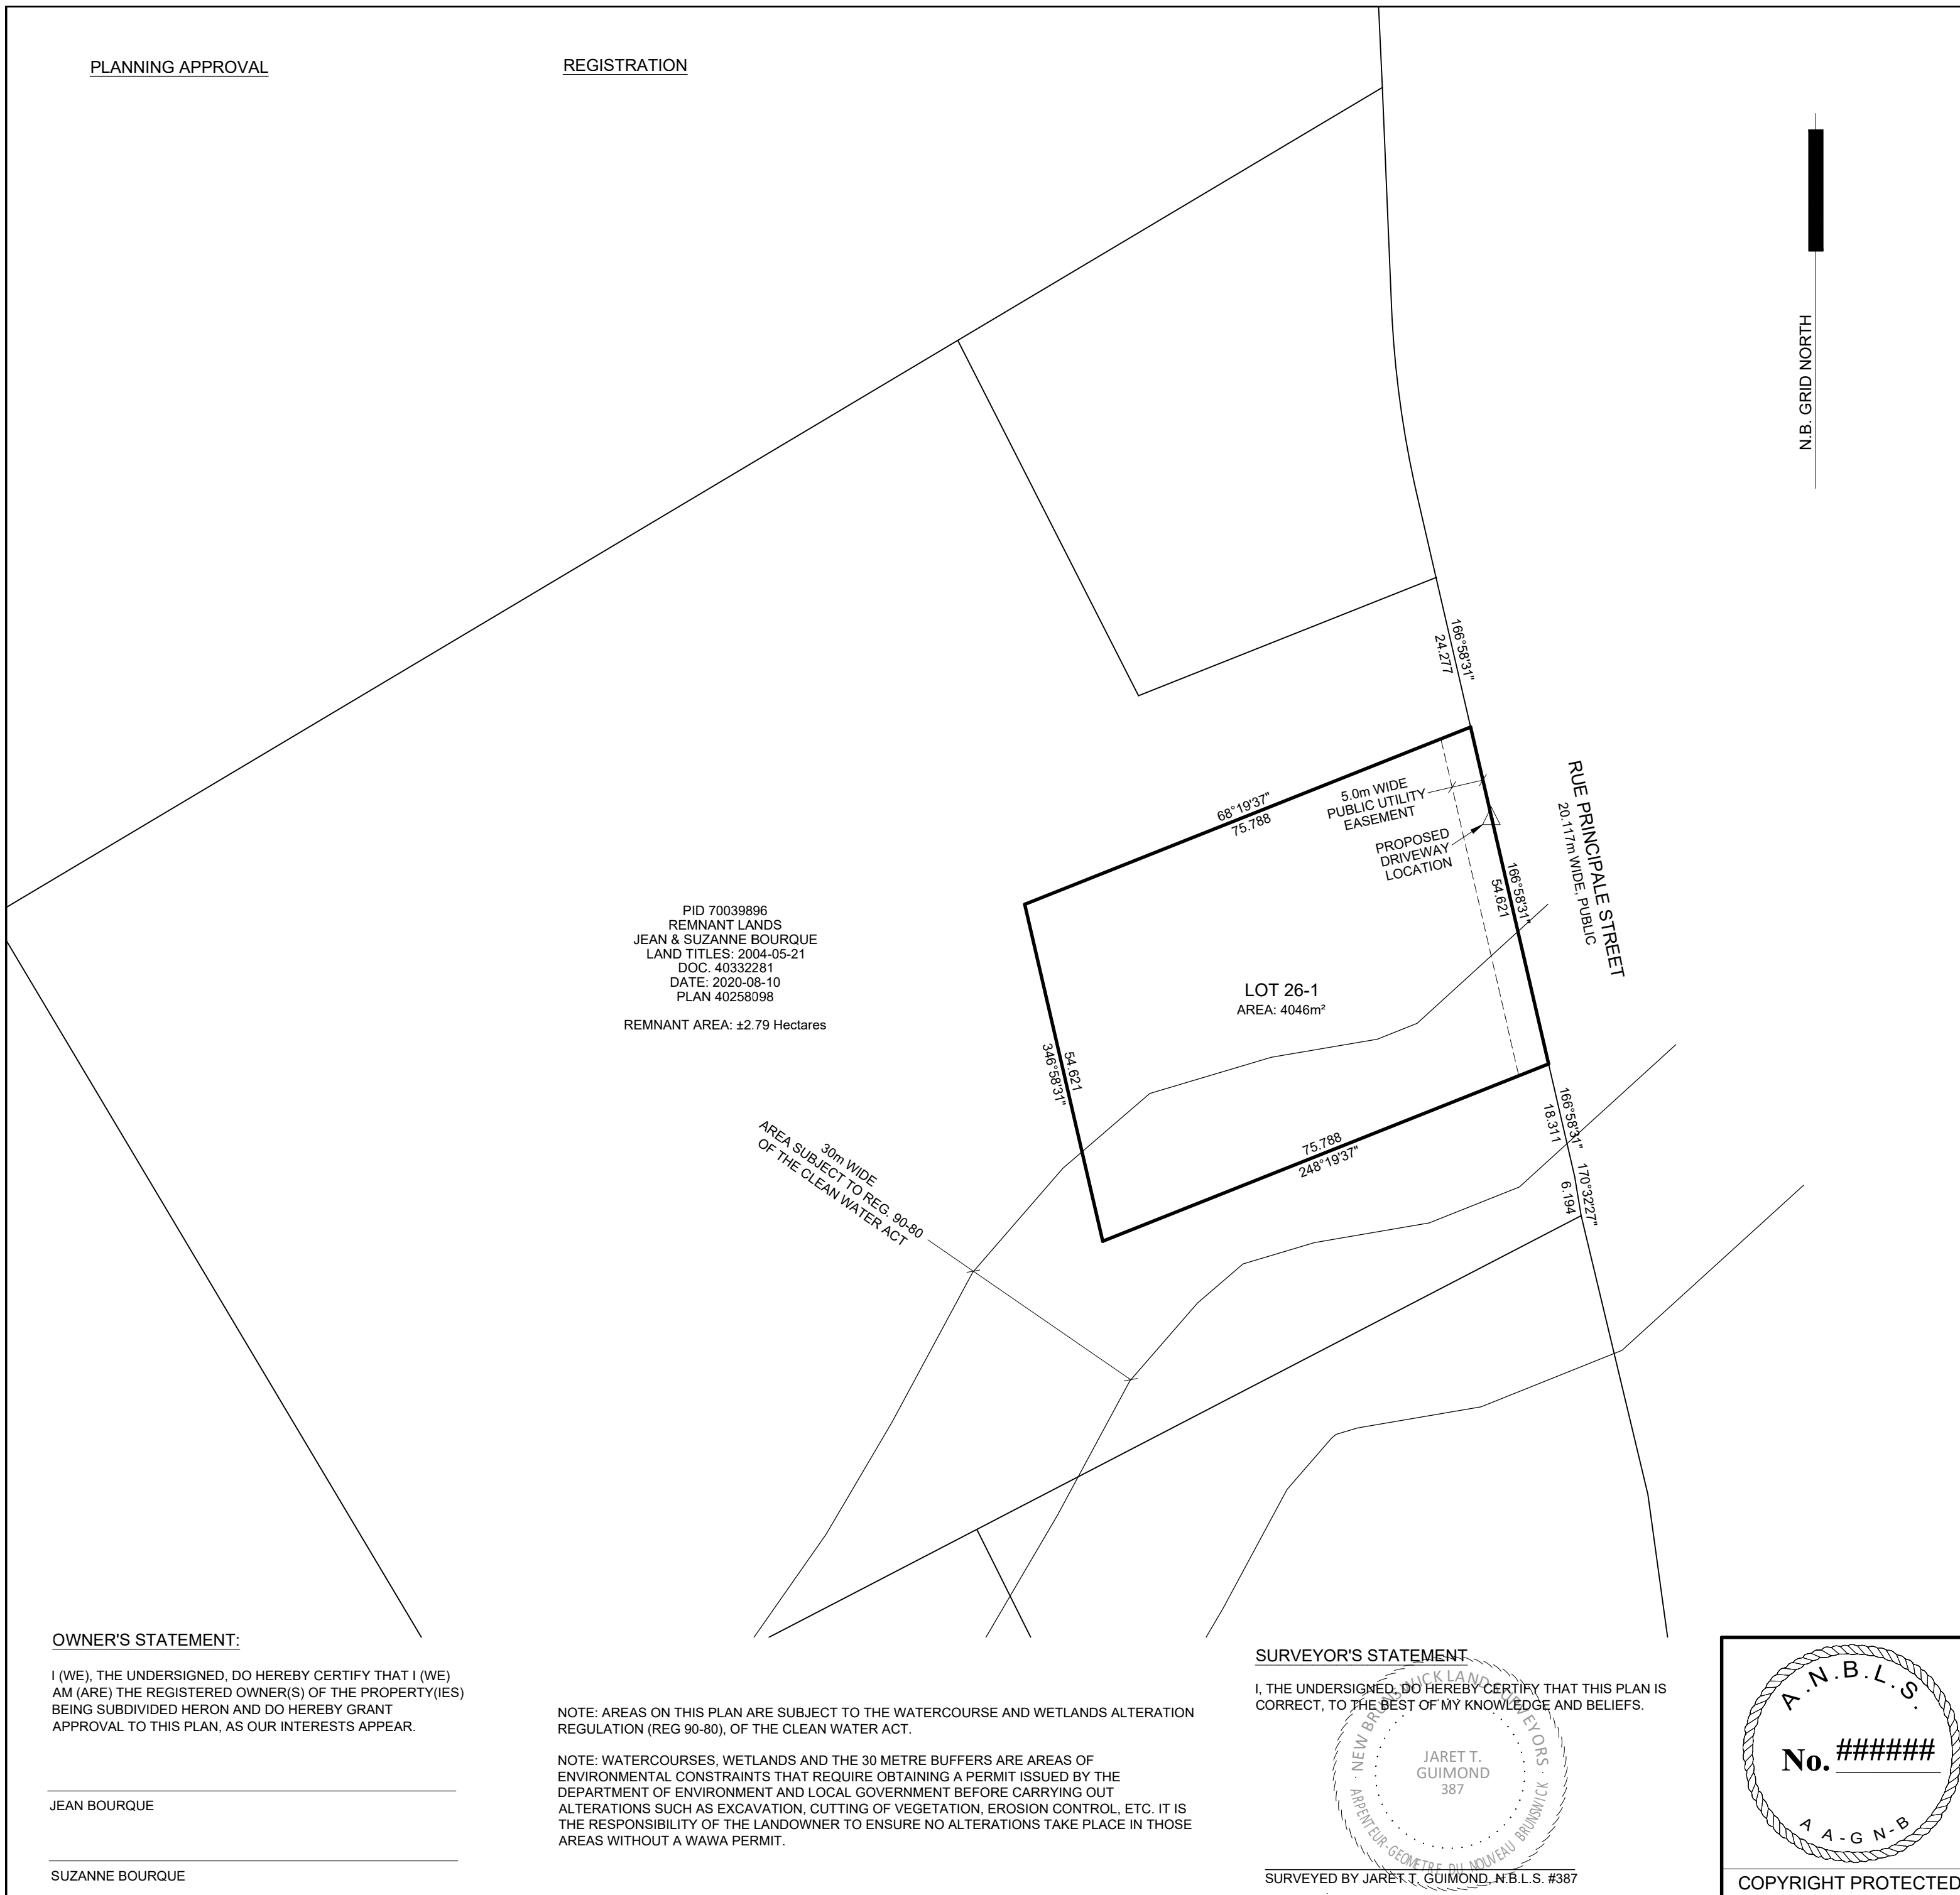 PLANNING APPROVAL
REGISTRATION
N.B. GRID NORTH
166°58'31"
24.277
68°19'37"
75.788
5.0m WIDE
PUBLIC UTILITY
EASEMENT
PROPOSED
DRIVEWAY
LOCATION
166°58'31"
54.621
RUE PRINCIPALE STREET
20.117m WIDE, PUBLIC
PID 70039896
REMNANT LANDS
JEAN & SUZANNE BOURQUE
LAND TITLES: 2004-05-21
DOC. 40332281
DATE: 2020-08-10
PLAN 40258098
REMNANT AREA: ±2.79 Hectares
LOT 26-1
AREA: 4046m²
54.621
346°58'31"
75.788
248°19'37"
166°58'31"
18.311
170°32'27"
6.194
30m WIDE
AREA SUBJECT TO REG. 90-80
OF THE CLEAN WATER ACT
OWNER'S STATEMENT:
I (WE), THE UNDERSIGNED, DO HEREBY CERTIFY THAT I (WE)
AM (ARE) THE REGISTERED OWNER(S) OF THE PROPERTY(IES)
BEING SUBDIVIDED HERON AND DO HEREBY GRANT
APPROVAL TO THIS PLAN, AS OUR INTERESTS APPEAR.
JEAN BOURQUE
SUZANNE BOURQUE
NOTE: AREAS ON THIS PLAN ARE SUBJECT TO THE WATERCOURSE AND WETLANDS ALTERATION
REGULATION (REG 90-80), OF THE CLEAN WATER ACT.
NOTE: WATERCOURSES, WETLANDS AND THE 30 METRE BUFFERS ARE AREAS OF
ENVIRONMENTAL CONSTRAINTS THAT REQUIRE OBTAINING A PERMIT ISSUED BY THE
DEPARTMENT OF ENVIRONMENT AND LOCAL GOVERNMENT BEFORE CARRYING OUT
ALTERATIONS SUCH AS EXCAVATION, CUTTING OF VEGETATION, EROSION CONTROL, ETC. IT IS
THE RESPONSIBILITY OF THE LANDOWNER TO ENSURE NO ALTERATIONS TAKE PLACE IN THOSE
AREAS WITHOUT A WAWA PERMIT.
SURVEYOR'S STATEMENT
I, THE UNDERSIGNED, DO HEREBY CERTIFY THAT THIS PLAN IS
CORRECT, TO THE BEST OF MY KNOWLEDGE AND BELIEFS.
NEW BRUNSWICK LAND SURVEYORS
JARET T.
GUIMOND
387
ARPENTEUR-GEOMETRE DU NOUVEAU BRUNSWICK
SURVEYED BY JARET T. GUIMOND, N.B.L.S. #387
A.N.B.L.S.
No. ######
A A-G N-B
COPYRIGHT PROTECTED